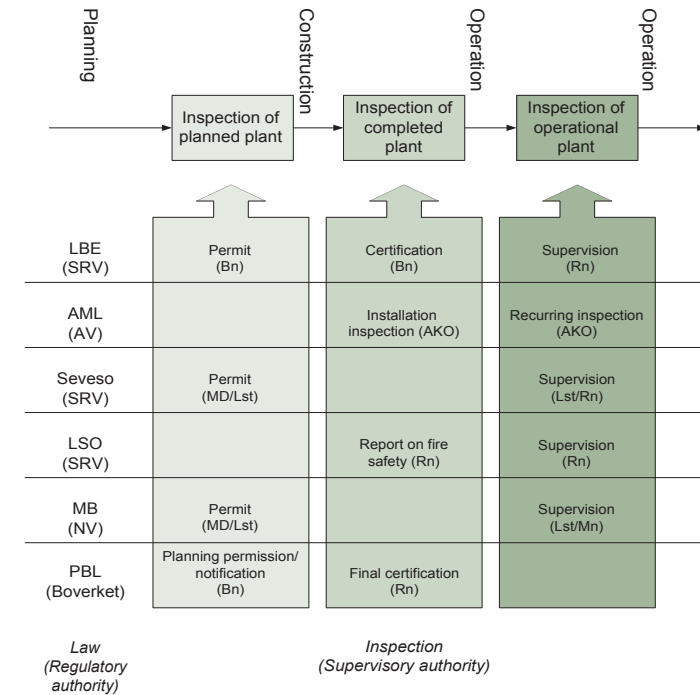 Planning
Construction
Operation
Operation
Inspection of
planned plant
Inspection of
completed
plant
Inspection of
operational
plant
LBE
(SRV)
Permit
(Bn)
Certification
(Bn)
Supervision
(Rn)
AML
(AV)
Installation
inspection (AKO)
Recurring inspection
(AKO)
Seveso
(SRV)
Permit
(MD/Lst)
Supervision
(Lst/Rn)
LSO
(SRV)
Report on fire
safety (Rn)
Supervision
(Rn)
MB
(NV)
Permit
(MD/Lst)
Supervision
(Lst/Mn)
PBL
(Boverket)
Planning permission/
notification
(Bn)
Final certification
(Rn)
Law
(Regulatory
authority)
Inspection
(Supervisory authority)